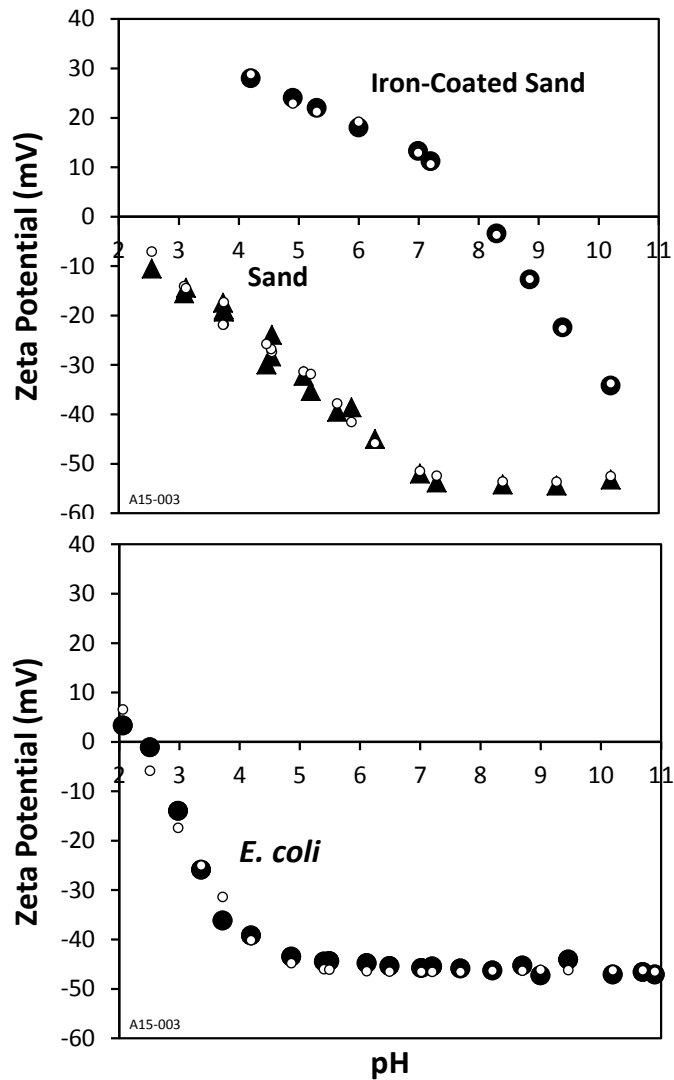 40
30
Iron-Coated Sand
20
10
0
2 3 4 5 6 7 8 9 10 11
-10
Sand
-20
-30
-40
-50
A15-003
-60
Zeta Potential (mV)
40
30
20
10
0
2 3 4 5 6 7 8 9 10 11
-10
-20
E. coli
-30
-40
-50
A15-003
-60
Zeta Potential (mV)
pH